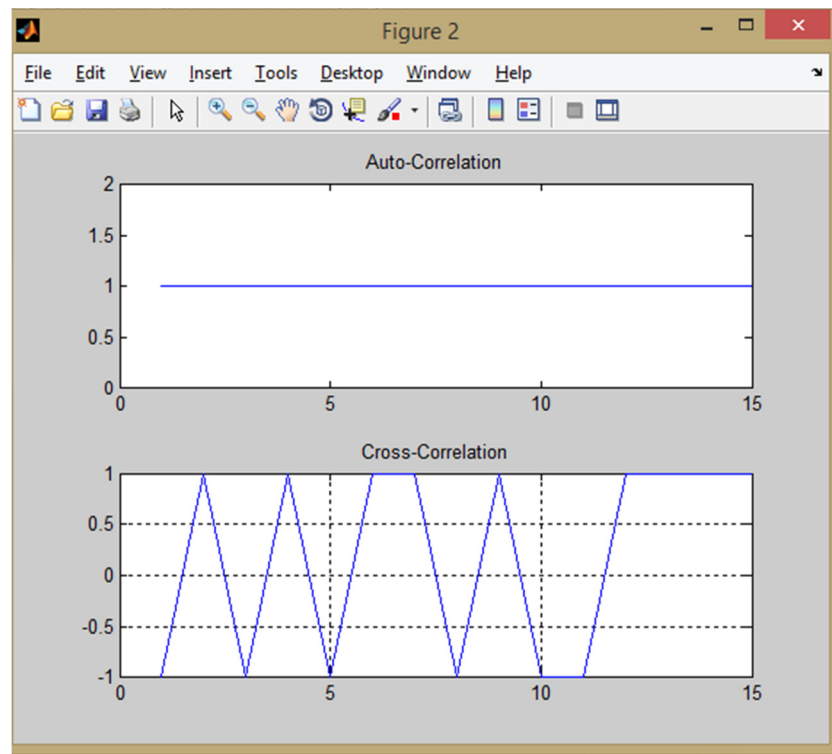 Figure 2
File Edit View Insert Tools Desktop Window Help
Auto-Correlation
2
1.5
1
0.5
0
0 5 10 15
Cross-Correlation
1
0.5
0
-0.5
-1
0 5 10 15